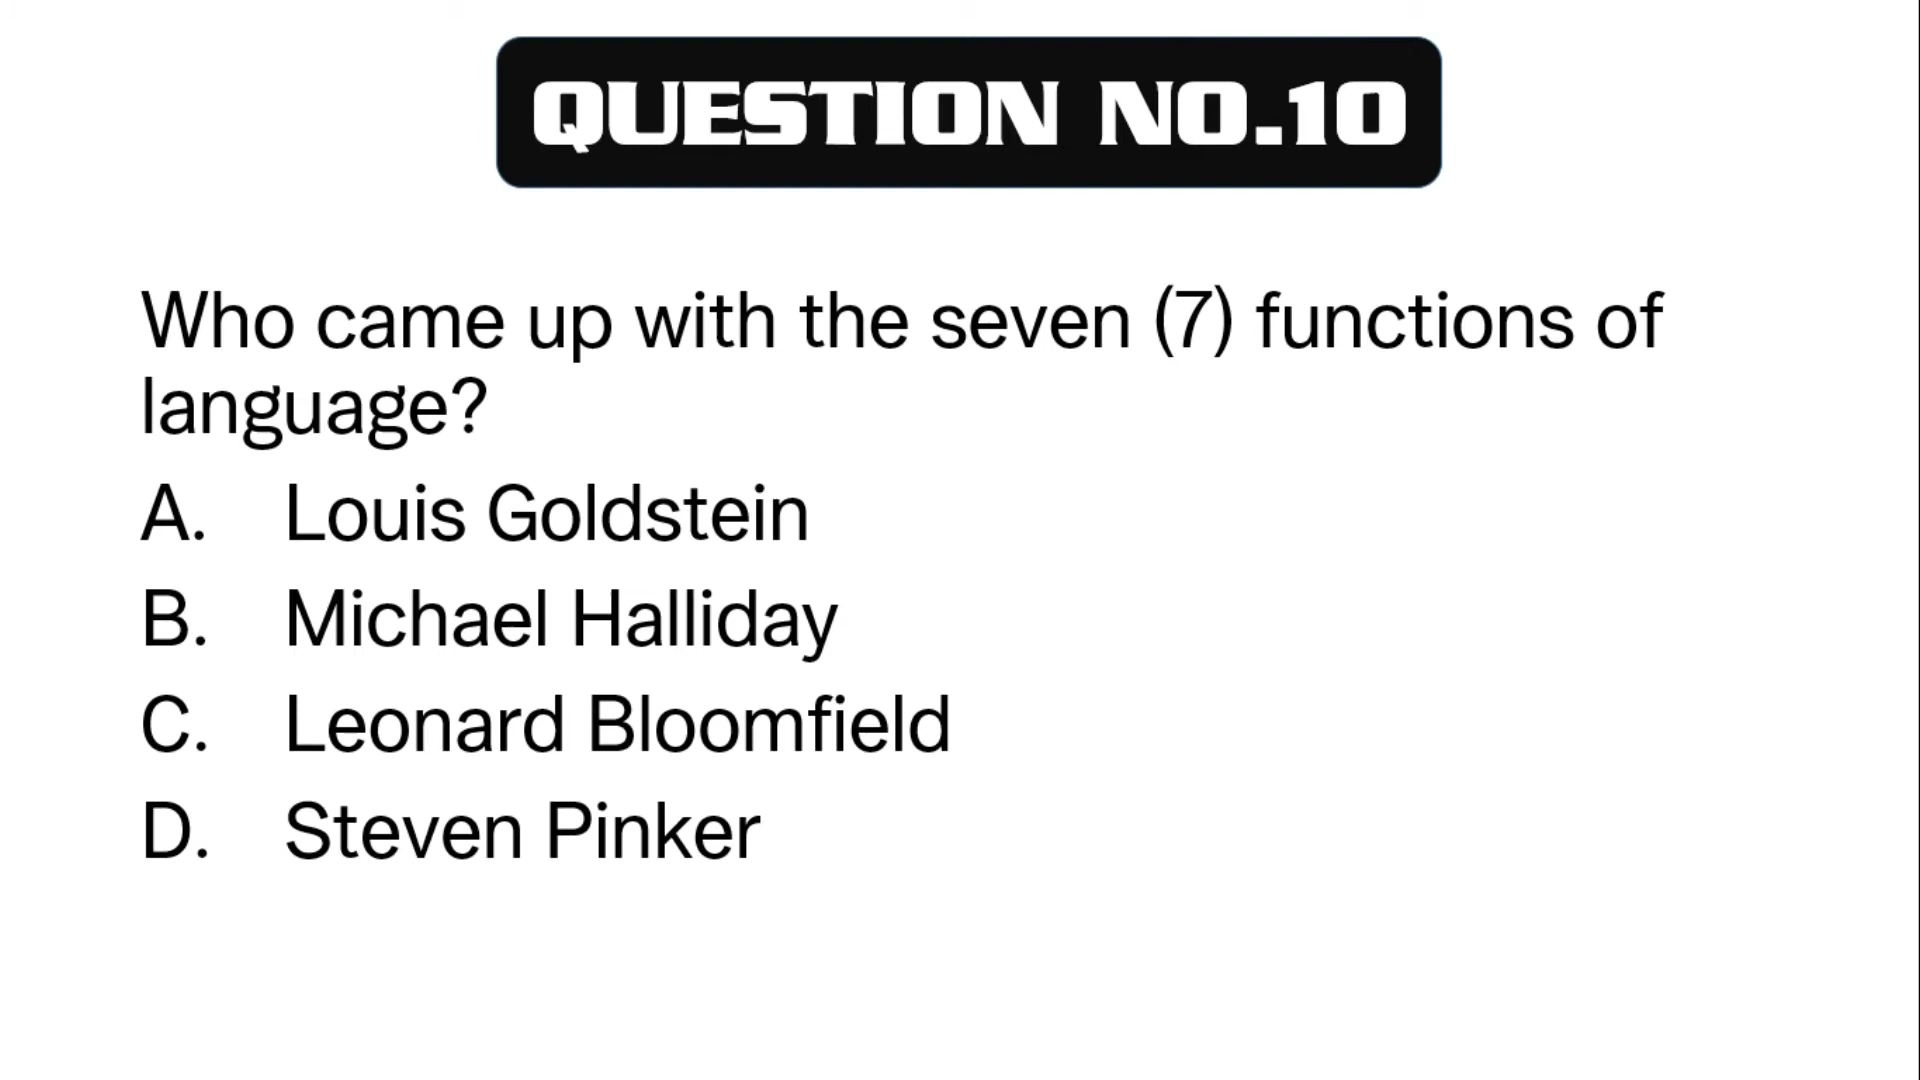 QUESTION NO.10
Who came up with the seven (7) functions of
language?
A. Louis Goldstein
B. Michael Halliday
C. Leonard Bloomfield
D. Steven Pinker